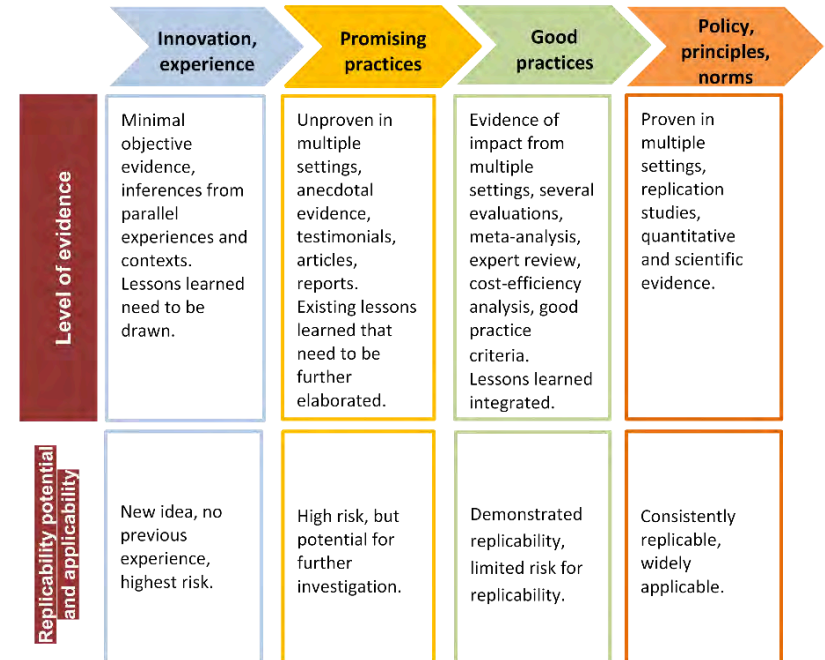 Innovation,
experience
Promising
practices
Good
practices
Policy,
principles,
norms
Level of evidence
Minimal
objective
evidence,
inferences from
parallel
experiences and
contexts.
Lessons learned
need to be
drawn.
Unproven in
multiple
settings,
anecdotal
evidence,
testimonials,
articles,
reports.
Existing lessons
learned that
need to be
further
elaborated.
Evidence of
impact from
multiple
settings, several
evaluations,
meta-analysis,
expert review,
cost-efficiency
analysis, good
practice
criteria.
Lessons learned
integrated.
Proven in
multiple
settings,
replication
studies,
quantitative
and scientific
evidence.
Replicability potential
and applicability
New idea, no
previous
experience,
highest risk.
High risk, but
potential for
further
investigation.
Demonstrated
replicability,
limited risk for
replicability.
Consistently
replicable,
widely
applicable.